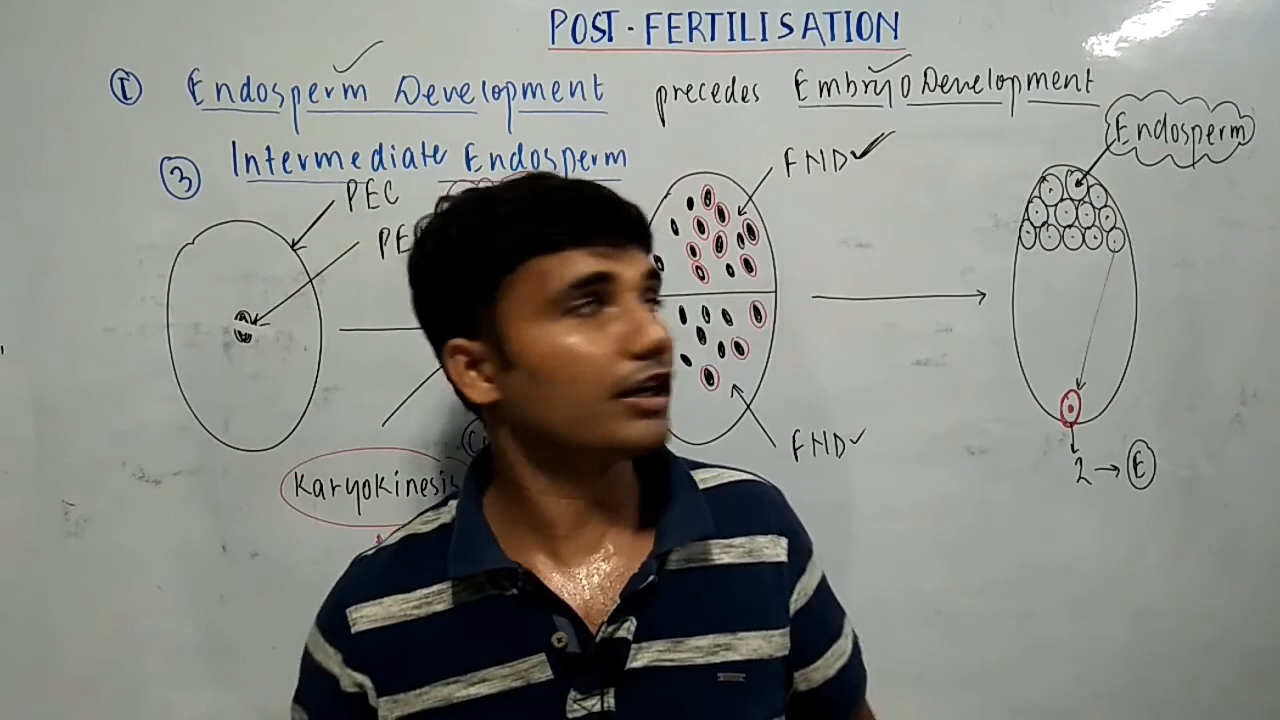 POST-FERTILISATION
① Endosperm Development precedes Embryo Development
③ Intermediate Endosperm
PEC
FND✓
Endosperm
Karyokinesis
FND✓
2 → Ⓔ